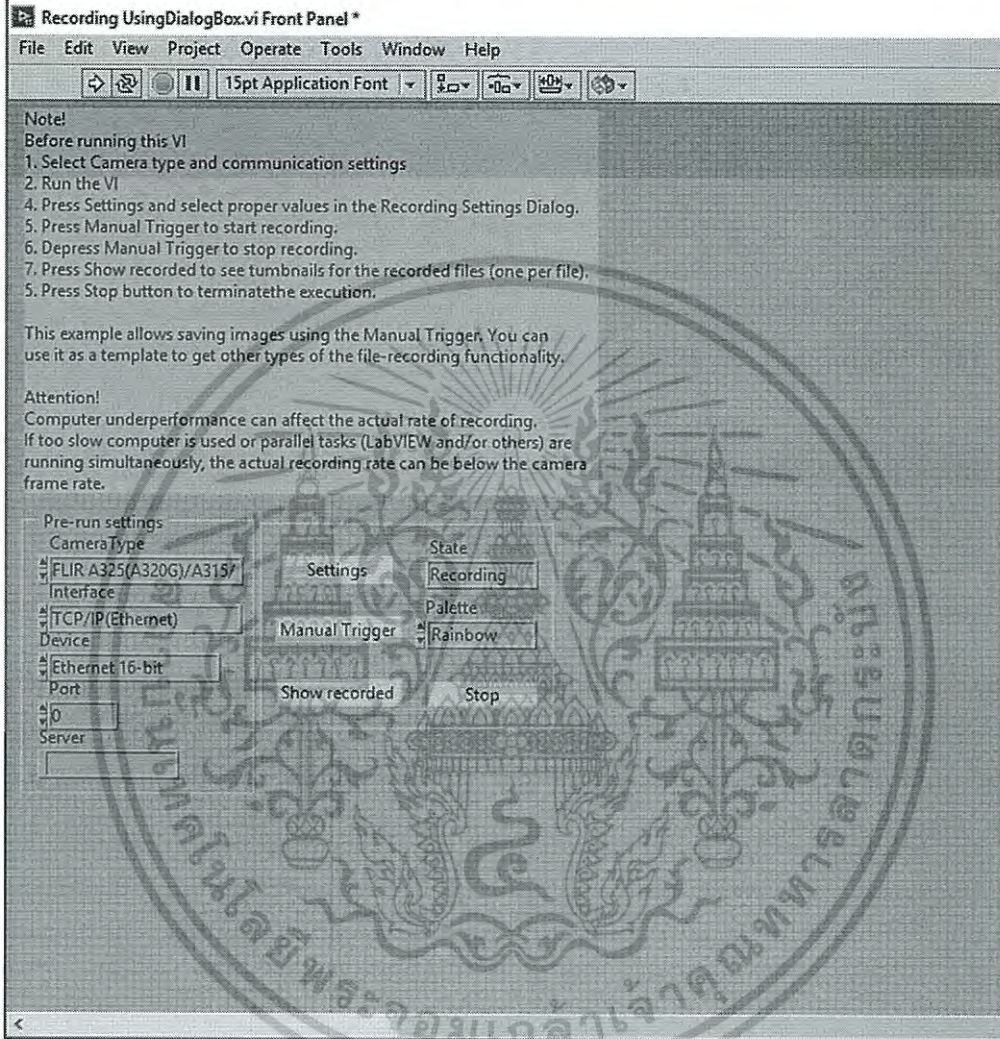 Recording UsingDialogBox.vi Front Panel *
File Edit View Project Operate Tools Window Help
15pt Application Font
Note!
Before running this VI
1. Select Camera type and communication settings
2. Run the VI
4. Press Settings and select proper values in the Recording Settings Dialog.
5. Press Manual Trigger to start recording.
6. Depress Manual Trigger to stop recording.
7. Press Show recorded to see tumbnails for the recorded files (one per file).
5. Press Stop button to terminatethe execution.
This example allows saving images using the Manual Trigger. You can
use it as a template to get other types of the file-recording functionality.
Attention!
Computer underperformance can affect the actual rate of recording.
If too slow computer is used or parallel tasks (LabVIEW and/or others) are
running simultaneously, the actual recording rate can be below the camera
frame rate.
Pre-run settings
CameraType
FLIR A325(A320G)/A315/
Interface
TCP/IP(Ethernet)
Device
Ethernet 16-bit
Port
0
Server
Settings
Manual Trigger
Show recorded
State
Recording
Palette
Rainbow
Stop